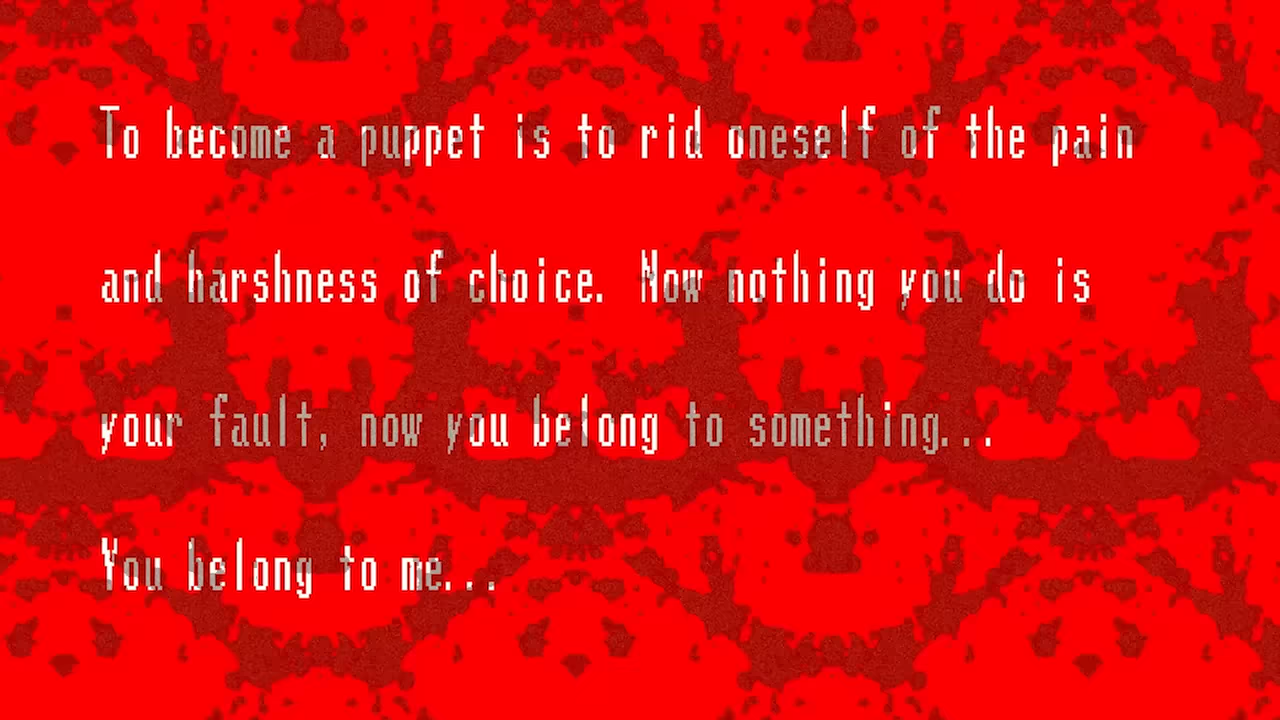 To become a puppet is to rid oneself of the pain
and harshness of choice. Now nothing you do is
your fault, now you belong to something...
You belong to me...